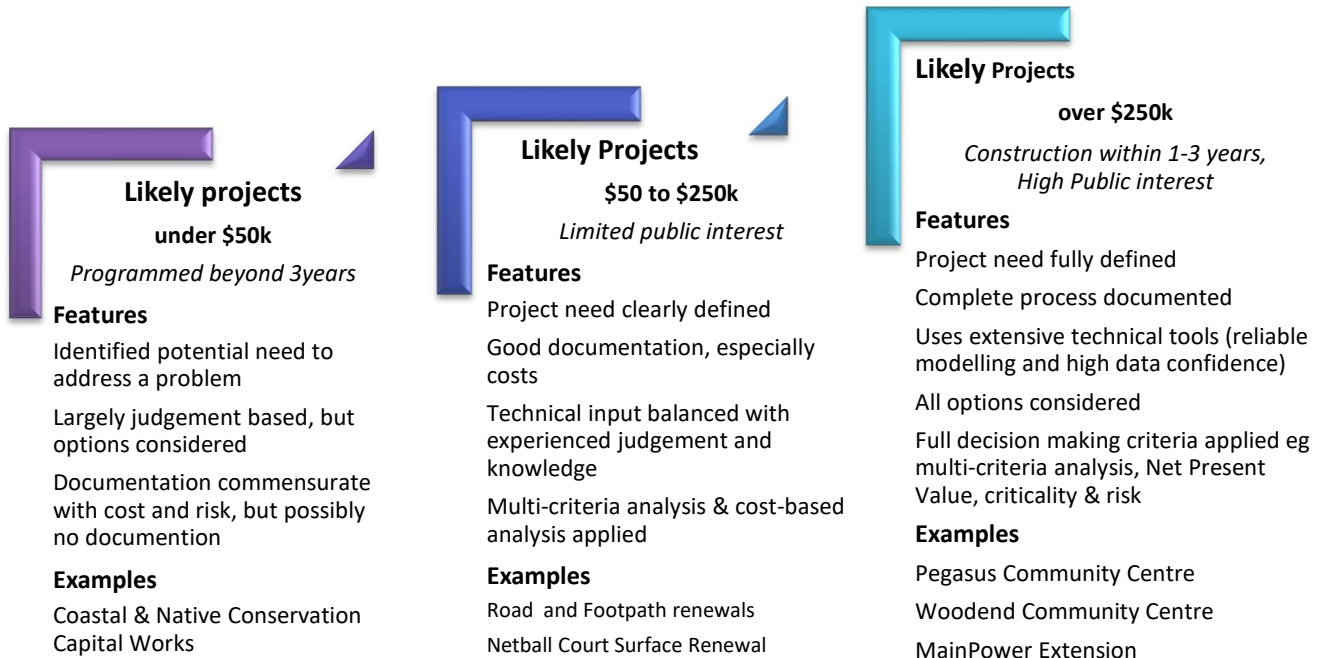 Likely projects
under $50k
Programmed beyond 3years
Features
Identified potential need to
address a problem
Largely judgement based, but
options considered
Documentation commensurate
with cost and risk, but possibly
no documention
Examples
Coastal & Native Conservation
Capital Works
Likely Projects
$50 to $250k
Limited public interest
Features
Project need clearly defined
Good documentation, especially
costs
Technical input balanced with
experienced judgement and
knowledge
Multi-criteria analysis & cost-based
analysis applied
Examples
Road and Footpath renewals
Netball Court Surface Renewal
Likely Projects
over $250k
Construction within 1-3 years,
High Public interest
Features
Project need fully defined
Complete process documented
Uses extensive technical tools (reliable
modelling and high data confidence)
All options considered
Full decision making criteria applied eg
multi-criteria analysis, Net Present
Value, criticality & risk
Examples
Pegasus Community Centre
Woodend Community Centre
MainPower Extension